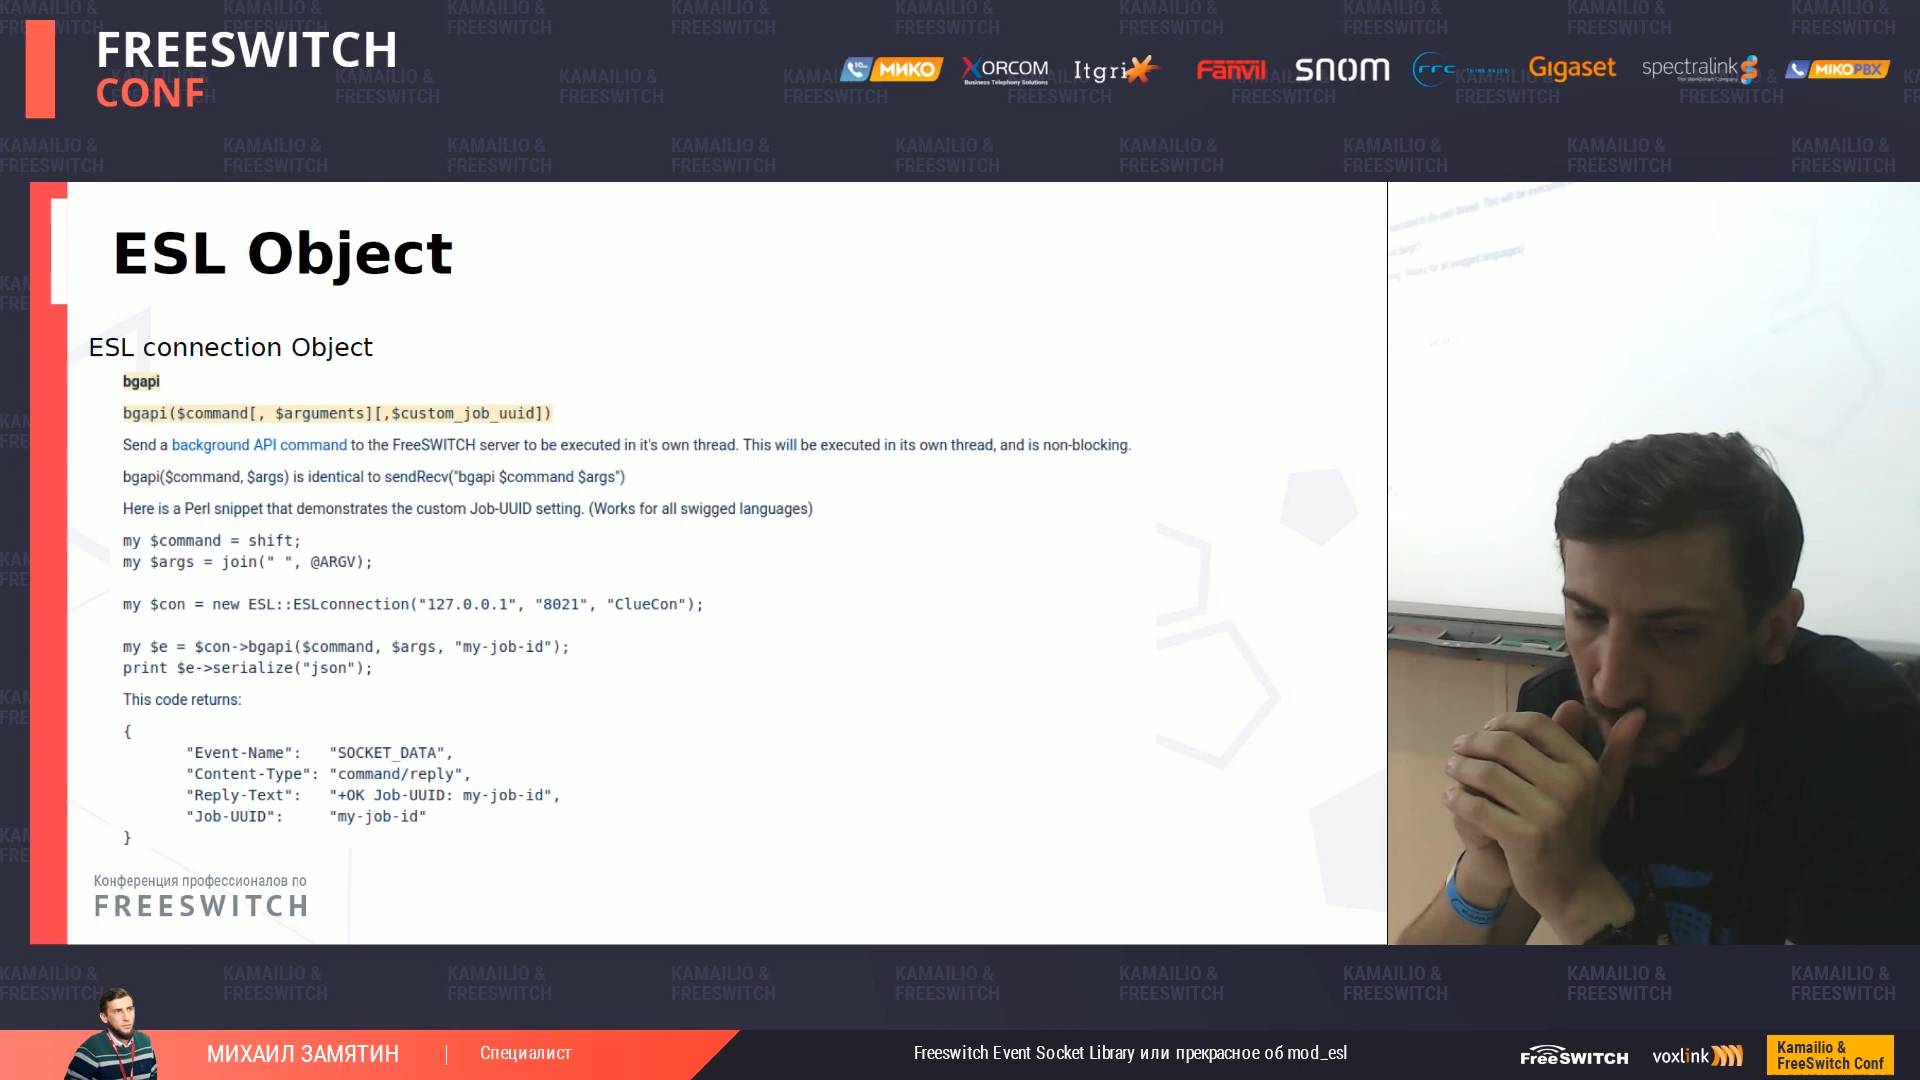 FREESWITCH
CONF
МИКО
XORCOM
Business Telephony Solutions
Itgrix
Fanvil
snom
rrc
Gigaset
spectralink
MIKOPBX
ESL Object
ESL connection Object
bgapi
bgapi($command[, $arguments][,$custom_job_uuid])
Send a background API command to the FreeSWITCH server to be executed in it's own thread. This will be executed in its own thread, and is non-blocking.
bgapi($command, $args) is identical to sendRecv("bgapi $command $args")
Here is a Perl snippet that demonstrates the custom Job-UUID setting. (Works for all swigged languages)
my $command = shift;
my $args = join(" ", @ARGV);
my $con = new ESL::ESLconnection("127.0.0.1", "8021", "ClueCon");
my $e = $con->bgapi($command, $args, "my-job-id");
print $e->serialize("json");
This code returns:
{
"Event-Name": "SOCKET_DATA",
"Content-Type": "command/reply",
"Reply-Text": "+OK Job-UUID: my-job-id",
"Job-UUID": "my-job-id"
}
Конференция профессионалов по
FREESWITCH
KAMAILIO &
FREESWITCH
МИХАИЛ ЗАМЯТИН
Специалист
Freeswitch Event Socket Library или прекрасное об mod_esl
FreeSWITCH
voxlink
Kamailio &
FreeSwitch Conf